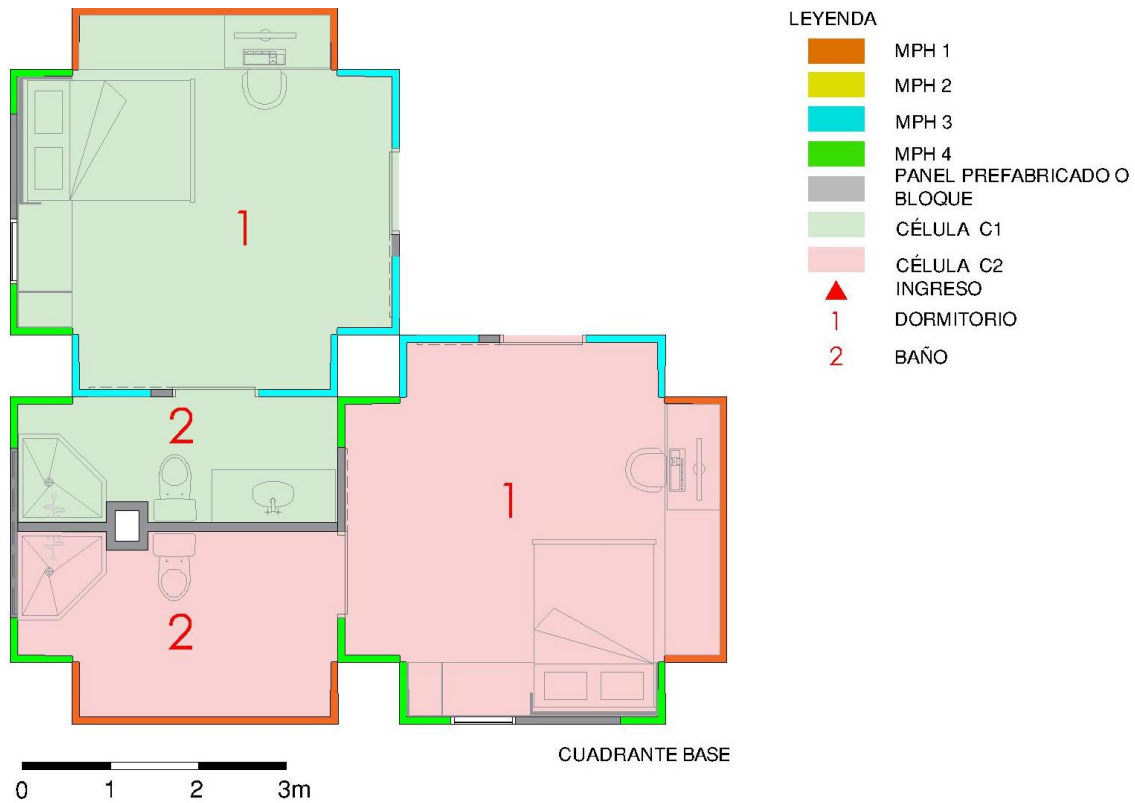 LEYENDA
MPH 1
MPH 2
MPH 3
MPH 4
PANEL PREFABRICADO O
BLOQUE
CÉLULA C1
CÉLULA C2
INGRESO
1 DORMITORIO
2 BAÑO
1
2
1
2
CUADRANTE BASE
0 1 2 3m